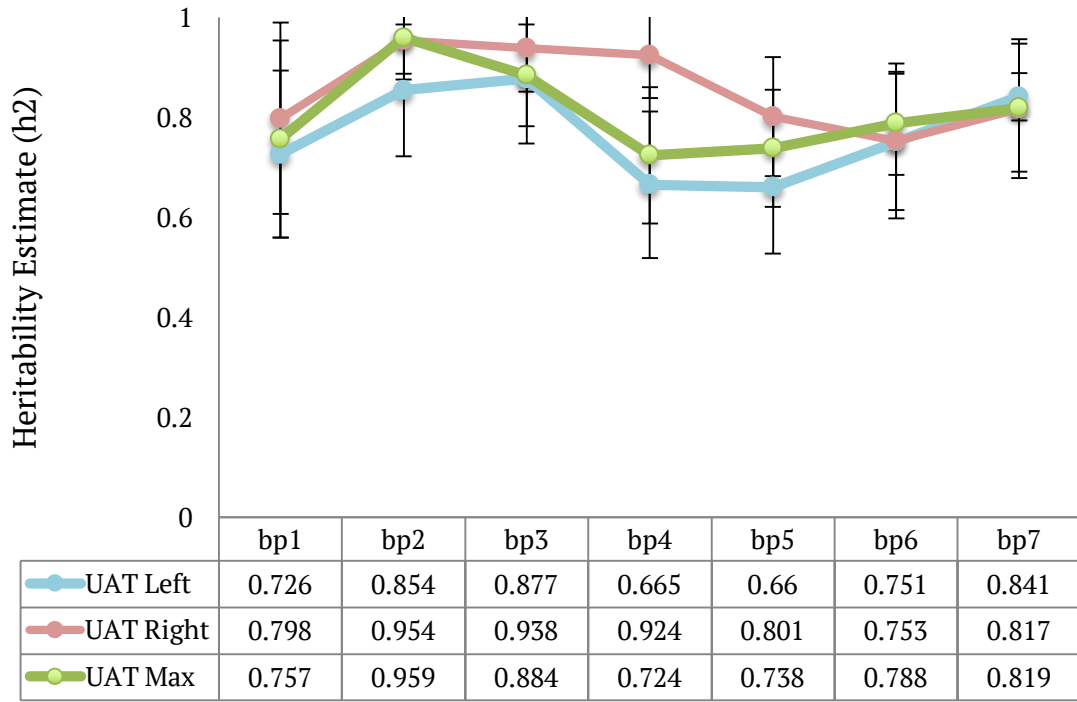 Heritability Estimate (h2)
1
0.8
0.6
0.4
0.2
0
bp1 bp2 bp3 bp4 bp5 bp6 bp7
UAT Left 0.726 0.854 0.877 0.665 0.66 0.751 0.841
UAT Right 0.798 0.954 0.938 0.924 0.801 0.753 0.817
UAT Max 0.757 0.959 0.884 0.724 0.738 0.788 0.819